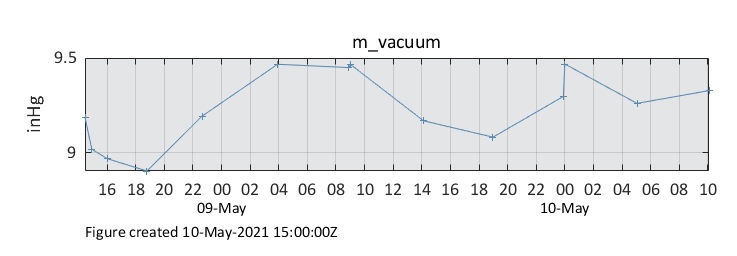 m_vacuum
9.5
inHg
9
16 18 20 22 00 02 04 06 08 10 12 14 16 18 20 22 00 02 04 06 08 10
09-May 10-May
Figure created 10-May-2021 15:00:00Z